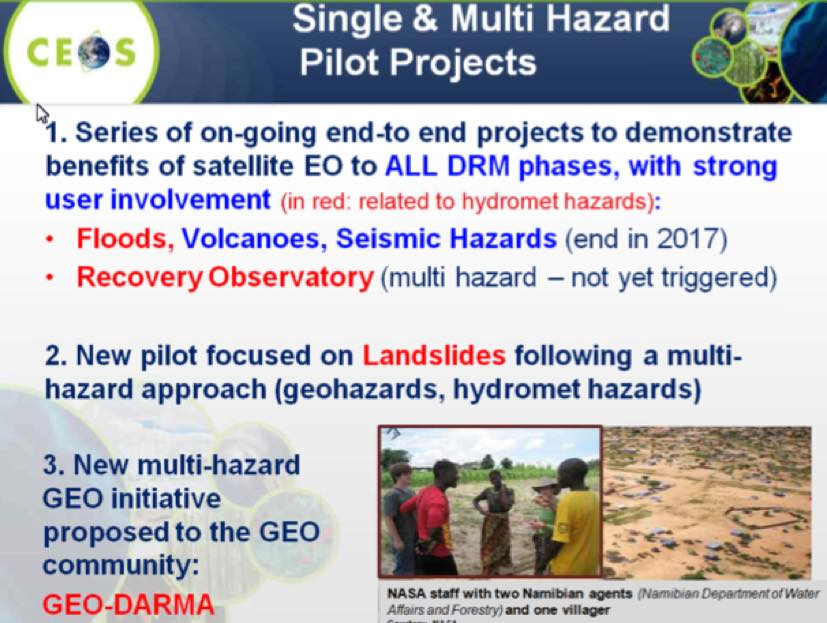 CEOS
Single & Multi Hazard
Pilot Projects
1. Series of on-going end-to end projects to demonstrate
benefits of satellite EO to ALL DRM phases, with strong
user involvement (in red: related to hydromet hazards):
• Floods, Volcanoes, Seismic Hazards (end in 2017)
• Recovery Observatory (multi hazard – not yet triggered)
2. New pilot focused on Landslides following a multi-
hazard approach (geohazards, hydromet hazards)
3. New multi-hazard
GEO initiative
proposed to the GEO
community:
GEO-DARMA
NASA staff with two Namibian agents (Namibian Department of Water
Affairs and Forestry) and one villager